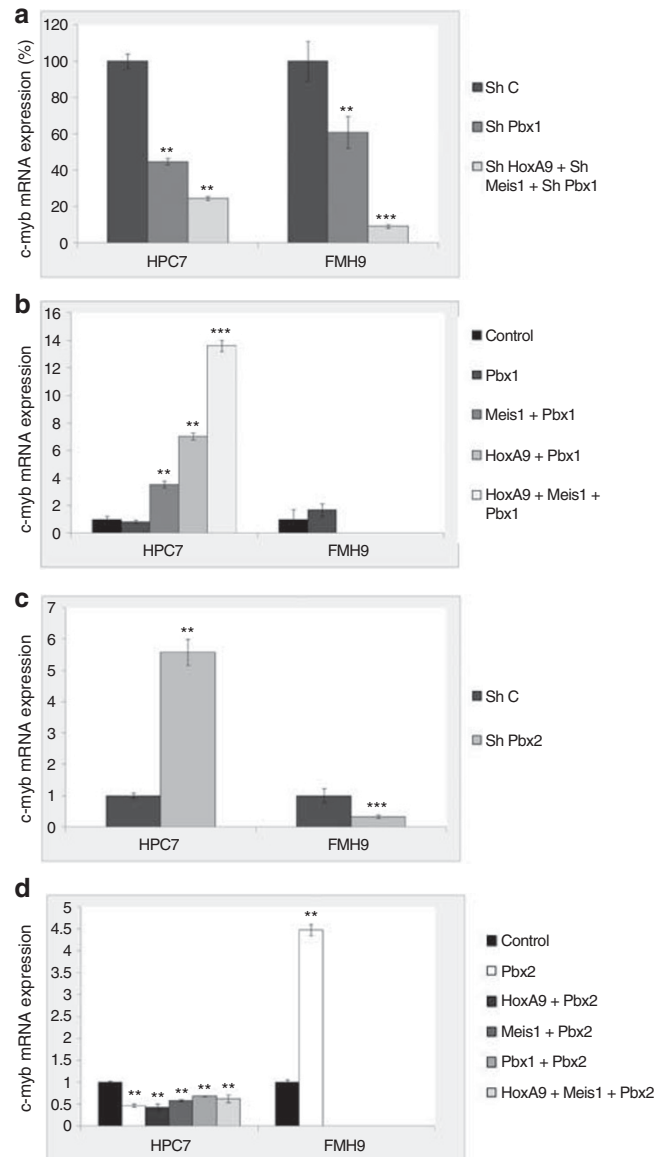 a
c-myb mRNA expression (%)
120
100
80
60
40
20
0
**
**
**
***
HPC7
FMH9
Sh C
Sh Pbx1
Sh HoxA9 + Sh
Meis1 + Sh Pbx1
b
c-myb mRNA expression
16
14
12
10
8
6
4
2
0
**
**
***
HPC7
FMH9
Control
Pbx1
Meis1 + Pbx1
HoxA9 + Pbx1
HoxA9 + Meis1 +
Pbx1
c
c-myb mRNA expression
7
6
5
4
3
2
1
0
**
***
HPC7
FMH9
Sh C
Sh Pbx2
d
c-myb mRNA expression
5
4.5
4
3.5
3
2.5
2
1.5
1
0.5
0
**
**
**
**
**
**
HPC7
FMH9
Control
Pbx2
HoxA9 + Pbx2
Meis1 + Pbx2
Pbx1 + Pbx2
HoxA9 + Meis1 + Pbx2